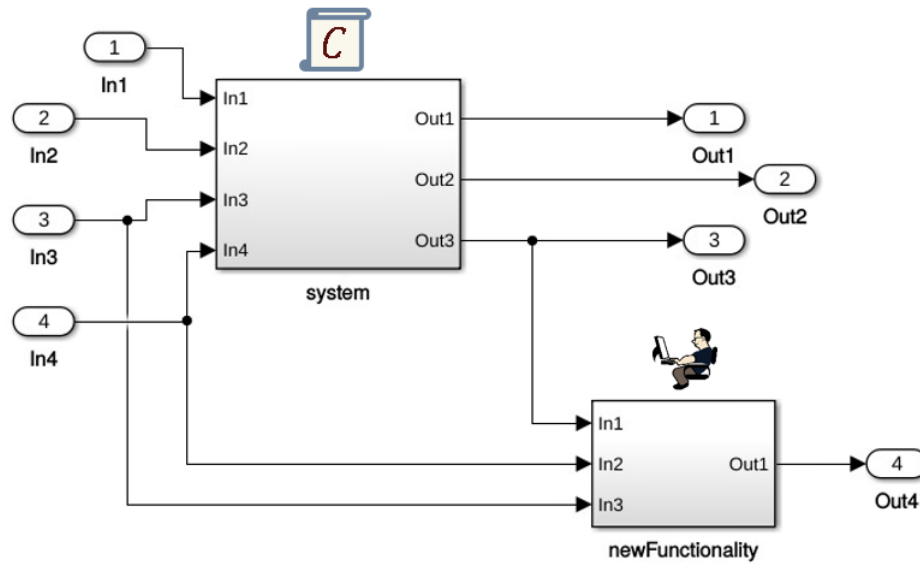 C
1
In1
2
In2
3
In3
4
In4
In1
In2
In3
In4
Out1
Out2
Out3
system
1
Out1
2
Out2
3
Out3
In1
In2
In3
Out1
newFunctionality
4
Out4